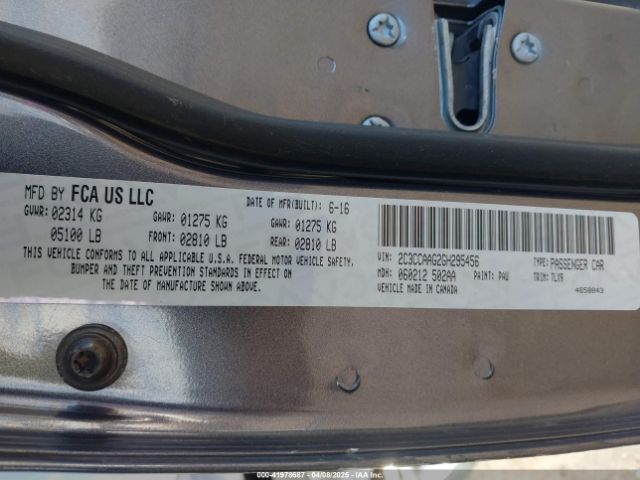 MFD BY FCA US LLC DATE OF MFR(BUILT): 6-16
GVWR: 02314 KG GAWR: 01275 KG GAWR: 01275 KG
05100 LB FRONT: 02810 LB REAR: 02810 LB
THIS VEHICLE CONFORMS TO ALL APPLICABLE U.S.A. FEDERAL MOTOR VEHICLE SAFETY,
BUMPER AND THEFT PREVENTION STANDARDS IN EFFECT ON
THE DATE OF MANUFACTURE SHOWN ABOVE.
VIN: 2C3CCAAG2GH295456 TYPE: PASSENGER CAR
MDH: 060212 502AA PAINT: PAU TRIM: TLX9
VEHICLE MADE IN CANADA 4658843
000-41978687 04/08/2025 IAAI.COM